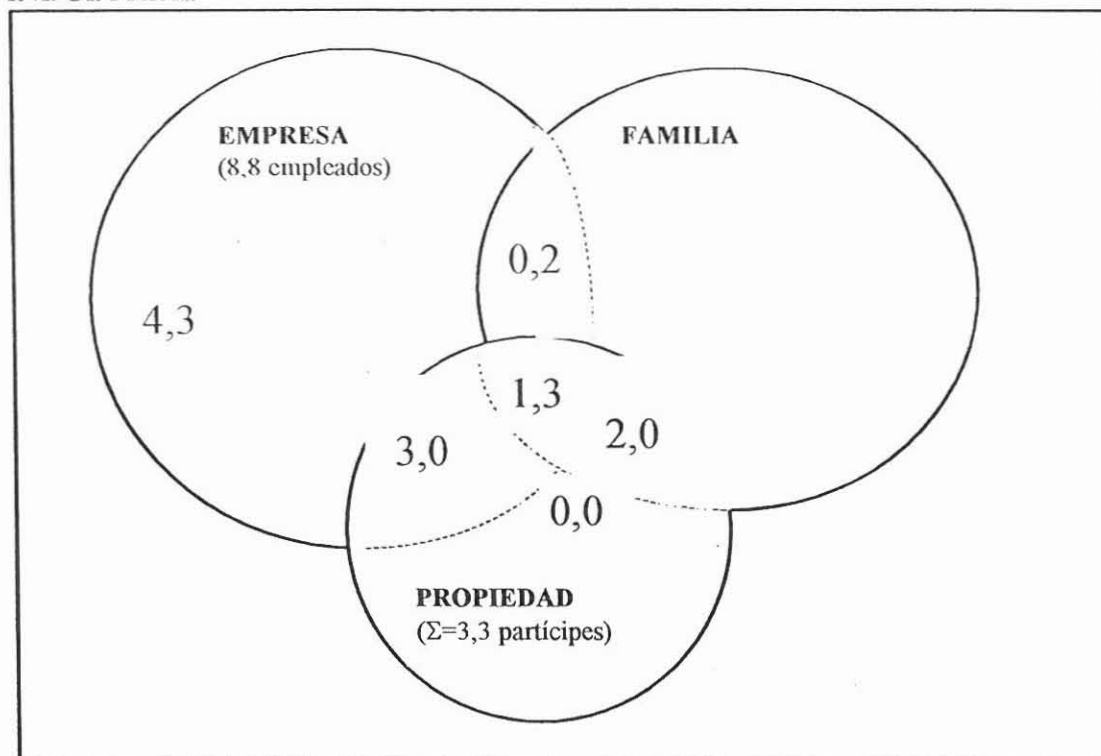 EMPRESA
(8,8 empleados)
FAMILIA
0,2
4,3
1,3
3,0
2,0
0,0
PROPIEDAD
(Σ=3,3 partícipes)